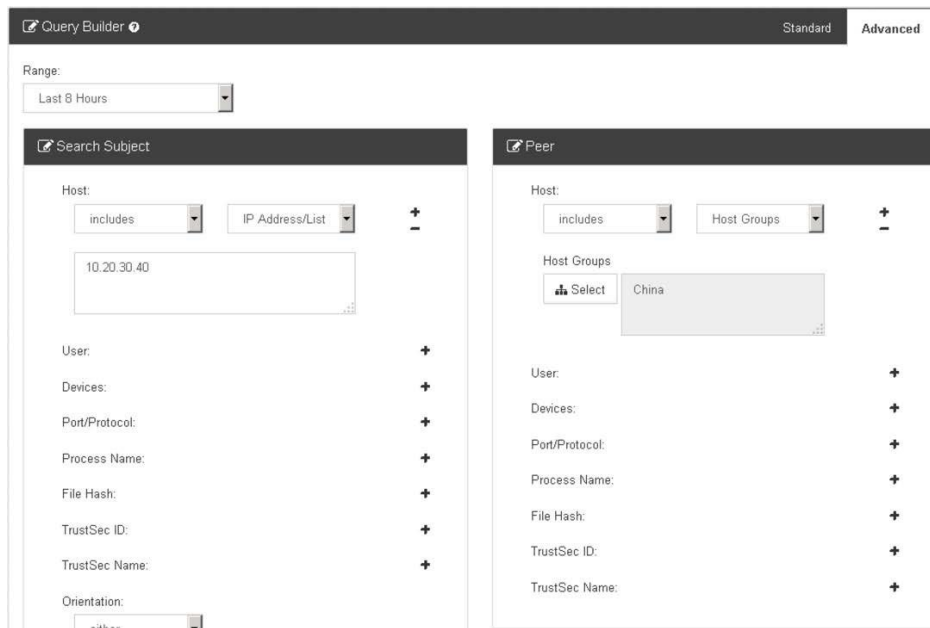 Query Builder
Standard
Advanced
Range:
Last 8 Hours
Search Subject
Host:
includes
IP Address/List
10.20.30.40
User:
Devices:
Port/Protocol:
Process Name:
File Hash:
TrustSec ID:
TrustSec Name:
Orientation:
either
Peer
Host:
includes
Host Groups
Host Groups
Select
China
User:
Devices:
Port/Protocol:
Process Name:
File Hash:
TrustSec ID:
TrustSec Name: